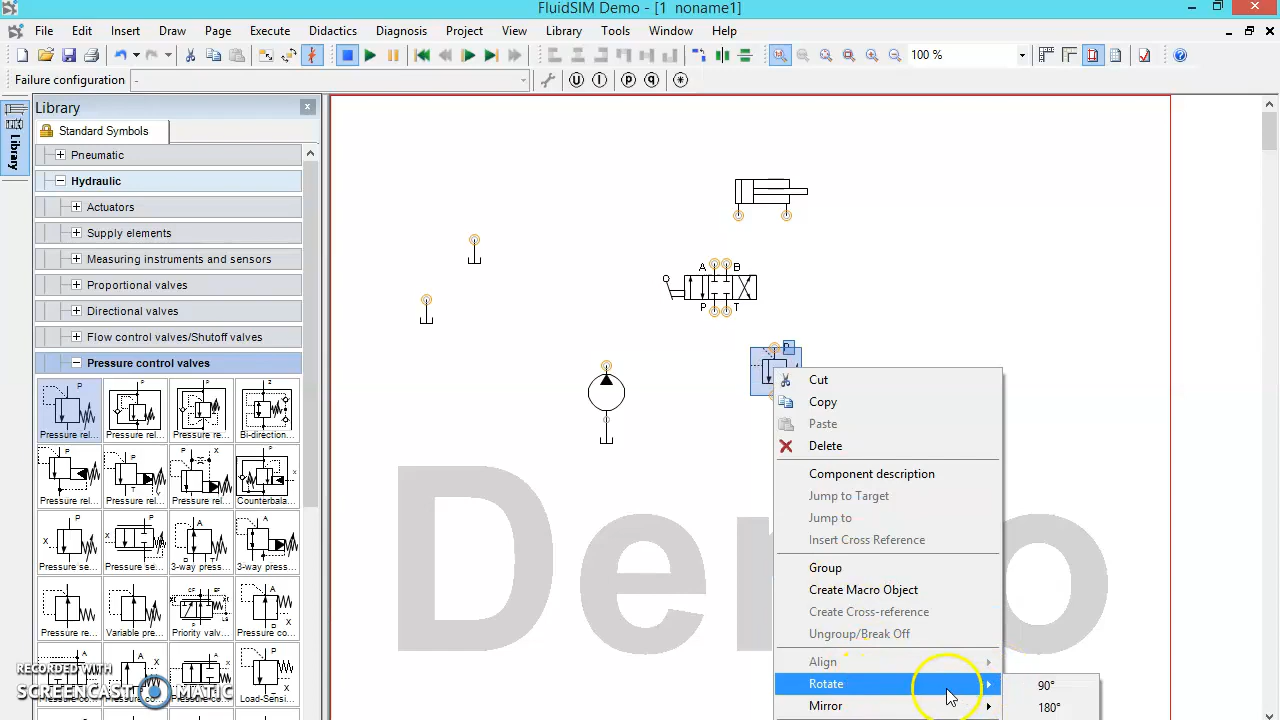 FluidSIM Demo - [1 noname1]
File Edit Insert Draw Page Execute Didactics Diagnosis Project View Library Tools Window Help
100 %
Failure configuration -
Library
Library
Standard Symbols
Pneumatic
Hydraulic
Actuators
Supply elements
Measuring instruments and sensors
Proportional valves
Directional valves
Flow control valves/Shutoff valves
Pressure control valves
Pressure rel... Pressure rel... Pressure re... Bi-direction...
Pressure rel... Pressure rel... Pressure rel... Counterbala...
Pressure se... Pressure se... 3-way press... 3-way press...
Pressure re... Variable pre... Priority valv... Pressure co...
Load-Sensi...
A B
P T
P
Demo
Cut
Copy
Paste
Delete
Component description
Jump to Target
Jump to
Insert Cross Reference
Group
Create Macro Object
Create Cross-reference
Ungroup/Break Off
Align
Rotate
Mirror
90°
180°
RECORDED WITH
SCREENCAST MATIC